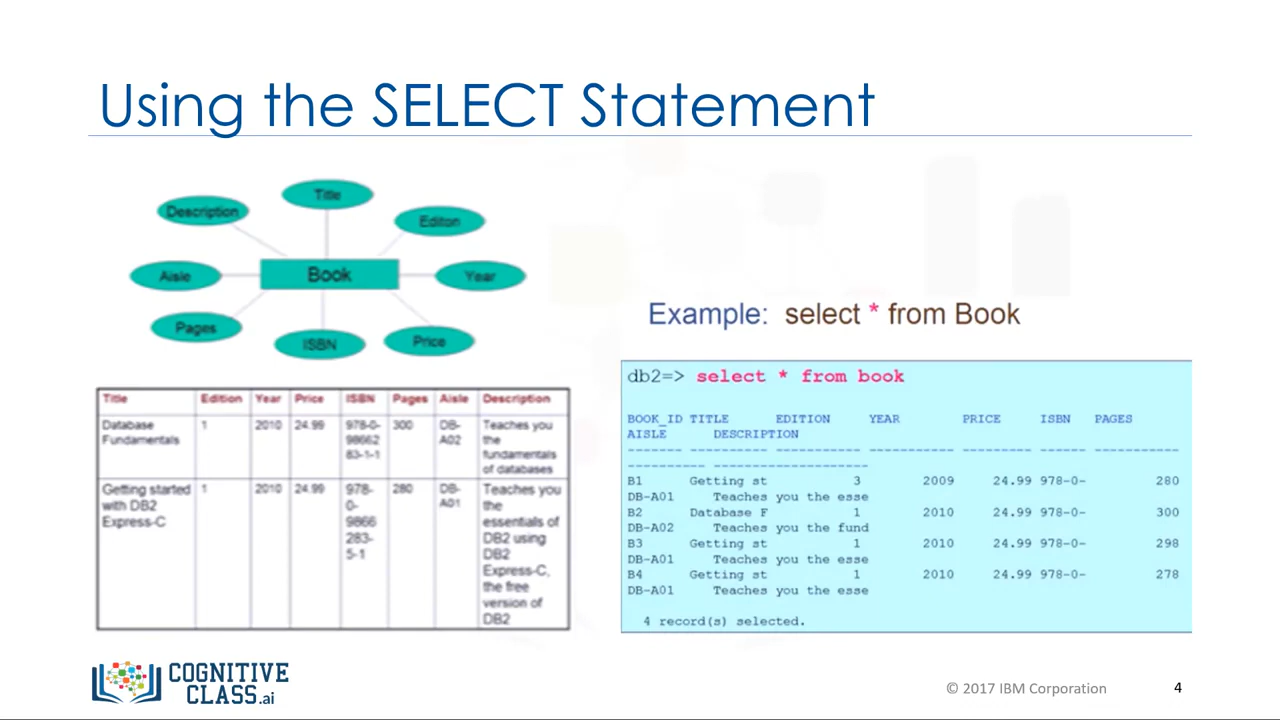 Using the SELECT Statement
Title
Description
Editon
Aisle
Book
Year
Pages
ISBN
Price
Title Edition Year Price ISBN Pages Aisle Description
Database 1 2010 24.99 978-0- 300 DB- Teaches you
Fundamentals 98662 A02 the
83-1-1 fundamentals
of databases
Getting started 1 2010 24.99 978- 280 DB- Teaches you
with DB2 0- A01 the
Express-C 9866 essentials of
283- DB2 using
5-1 DB2
Express-C,
the free
version of
DB2
Example: select * from Book
db2=> select * from book
BOOK_ID TITLE EDITION YEAR PRICE ISBN PAGES
AISLE DESCRIPTION
------- ---------- ----------- ----------- --------- ------ -----------
---------- --------------------
B1 Getting st 3 2009 24.99 978-0- 280
DB-A01 Teaches you the esse
B2 Database F 1 2010 24.99 978-0- 300
DB-A02 Teaches you the fund
B3 Getting st 1 2010 24.99 978-0- 298
DB-A01 Teaches you the esse
B4 Getting st 1 2010 24.99 978-0- 278
DB-A01 Teaches you the esse
4 record(s) selected.
COGNITIVE
CLASS.ai
© 2017 IBM Corporation
4